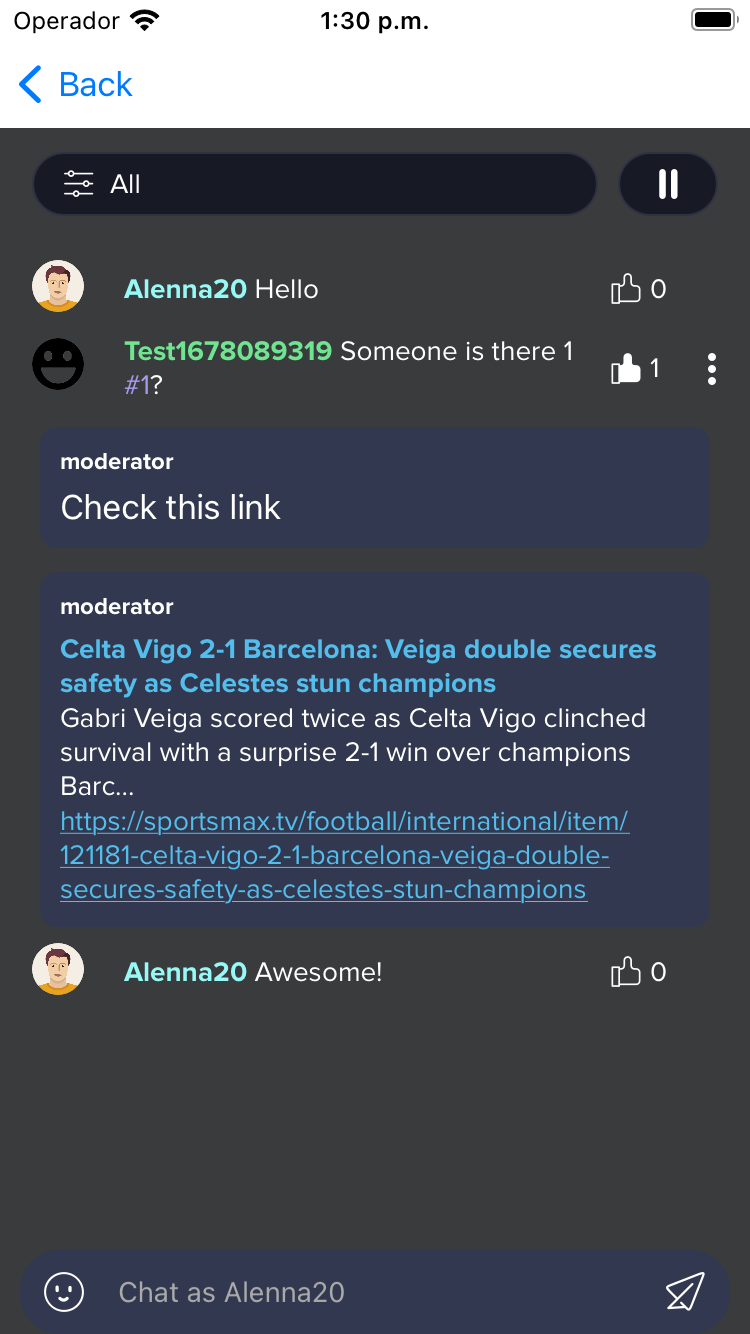 Operador 1:30 p.m.
Back
All
Alenna20 Hello 0
Test1678089319 Someone is there 1 1
#1?
moderator
Check this link
moderator
Celta Vigo 2-1 Barcelona: Veiga double secures
safety as Celestes stun champions
Gabri Veiga scored twice as Celta Vigo clinched
survival with a surprise 2-1 win over champions
Barc...
https://sportsmax.tv/football/international/item/
121181-celta-vigo-2-1-barcelona-veiga-double-
secures-safety-as-celestes-stun-champions
Alenna20 Awesome! 0
Chat as Alenna20